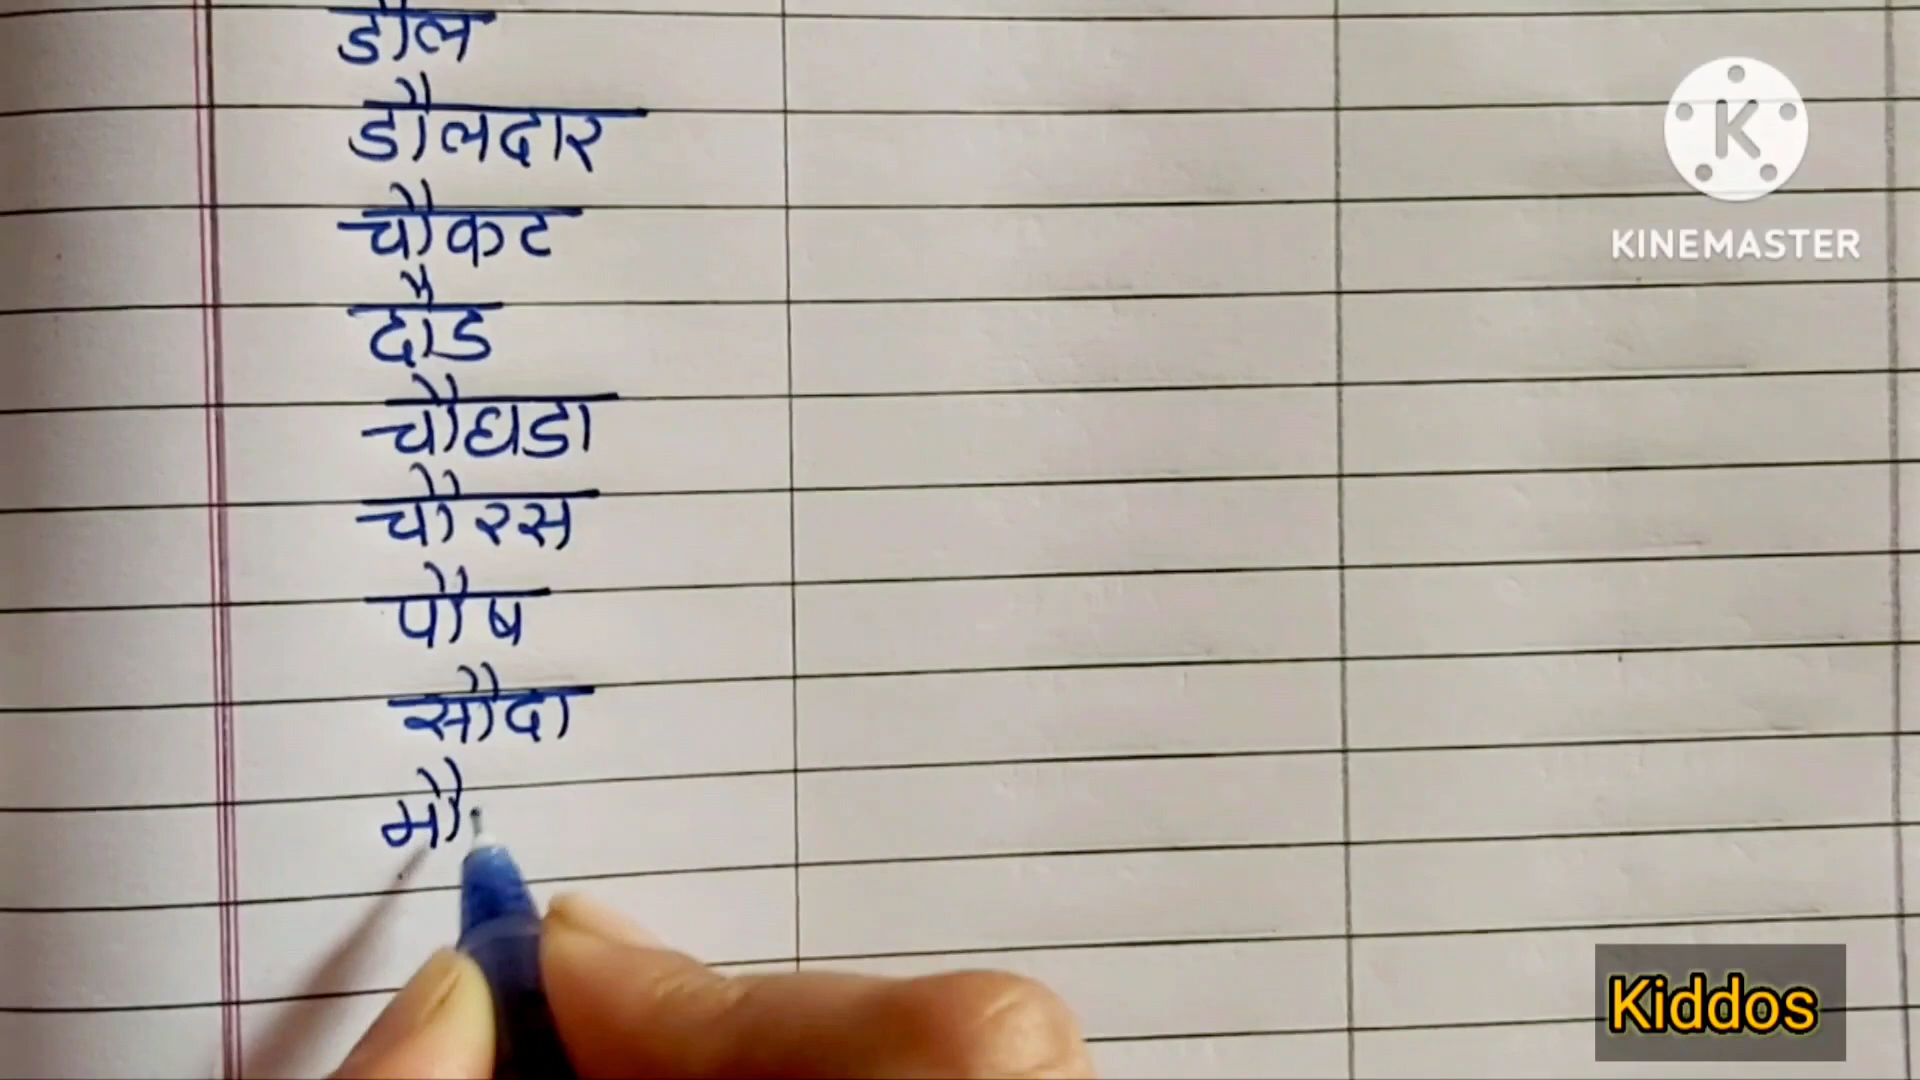 डौल
डौलदार
चौकट
दौड
चौघडा
चौरस
पौष
सौदा
मौ
K
KINEMASTER
Kiddos